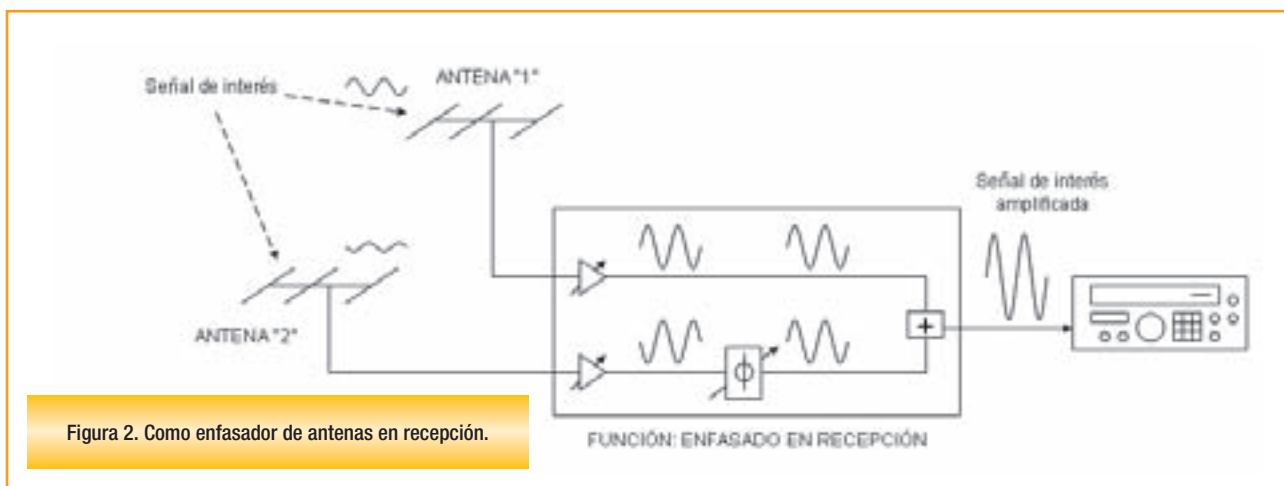 Señal de interés
ANTENA "1"
Señal de interés
amplificada
ANTENA "2"
+
ϕ
Figura 2. Como enfasador de antenas en recepción.
FUNCIÓN: ENFASADO EN RECEPCIÓN